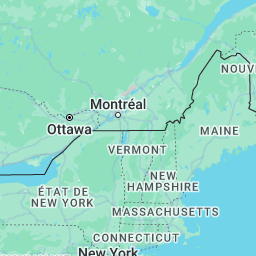 NOUV
Montréal
Ottawa
MAINE
VERMONT
NEW
HAMPSHIRE
ÉTAT DE
NEW YORK
MASSACHUSETTS
CONNECTICUT
New York